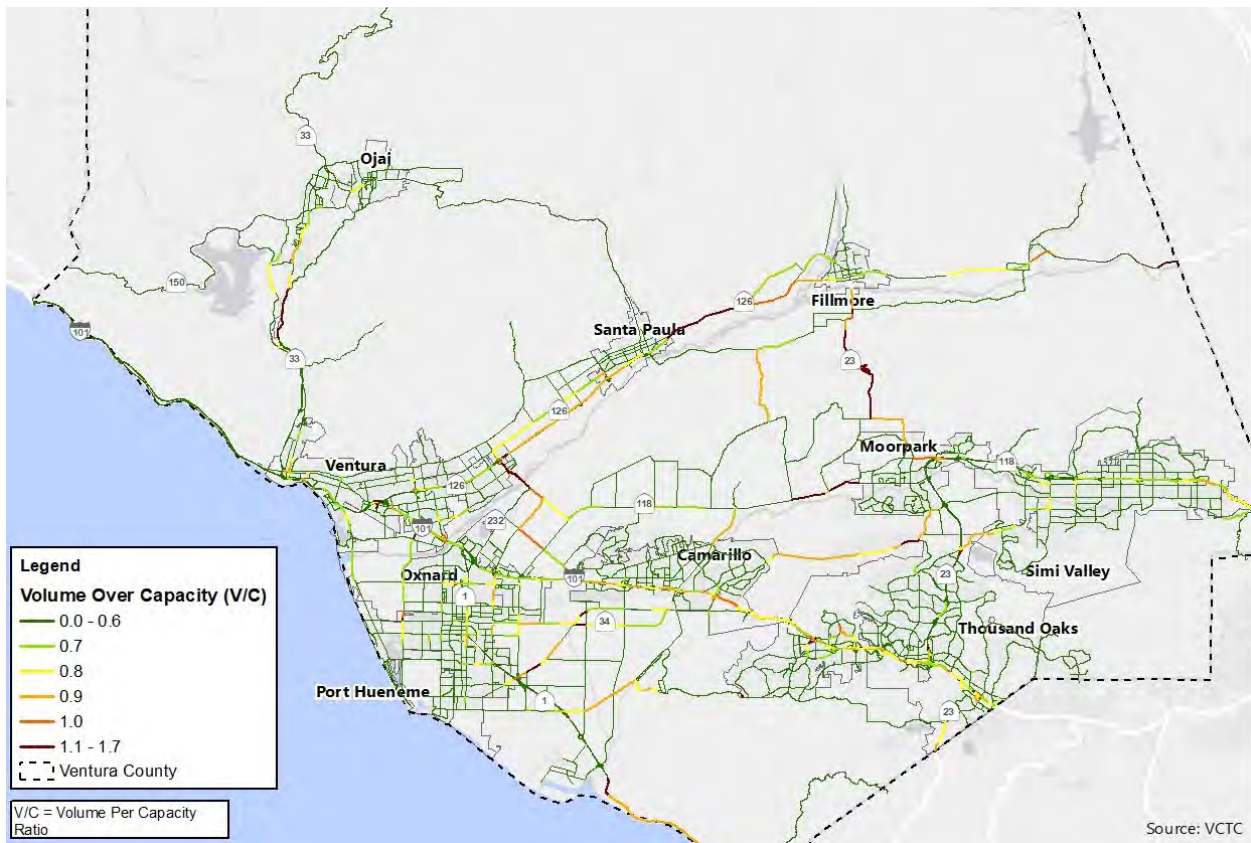 33
Ojai
150
101
126
Fillmore
Santa Paula
23
33
126
Moorpark
118
Ventura
126
118
232
101
Camarillo
Oxnard
101
23
Simi Valley
1
34
Thousand Oaks
Port Hueneme
1
23
Legend
Volume Over Capacity (V/C)
0.0 - 0.6
0.7
0.8
0.9
1.0
1.1 - 1.7
Ventura County
V/C = Volume Per Capacity
Ratio
Source: VCTC